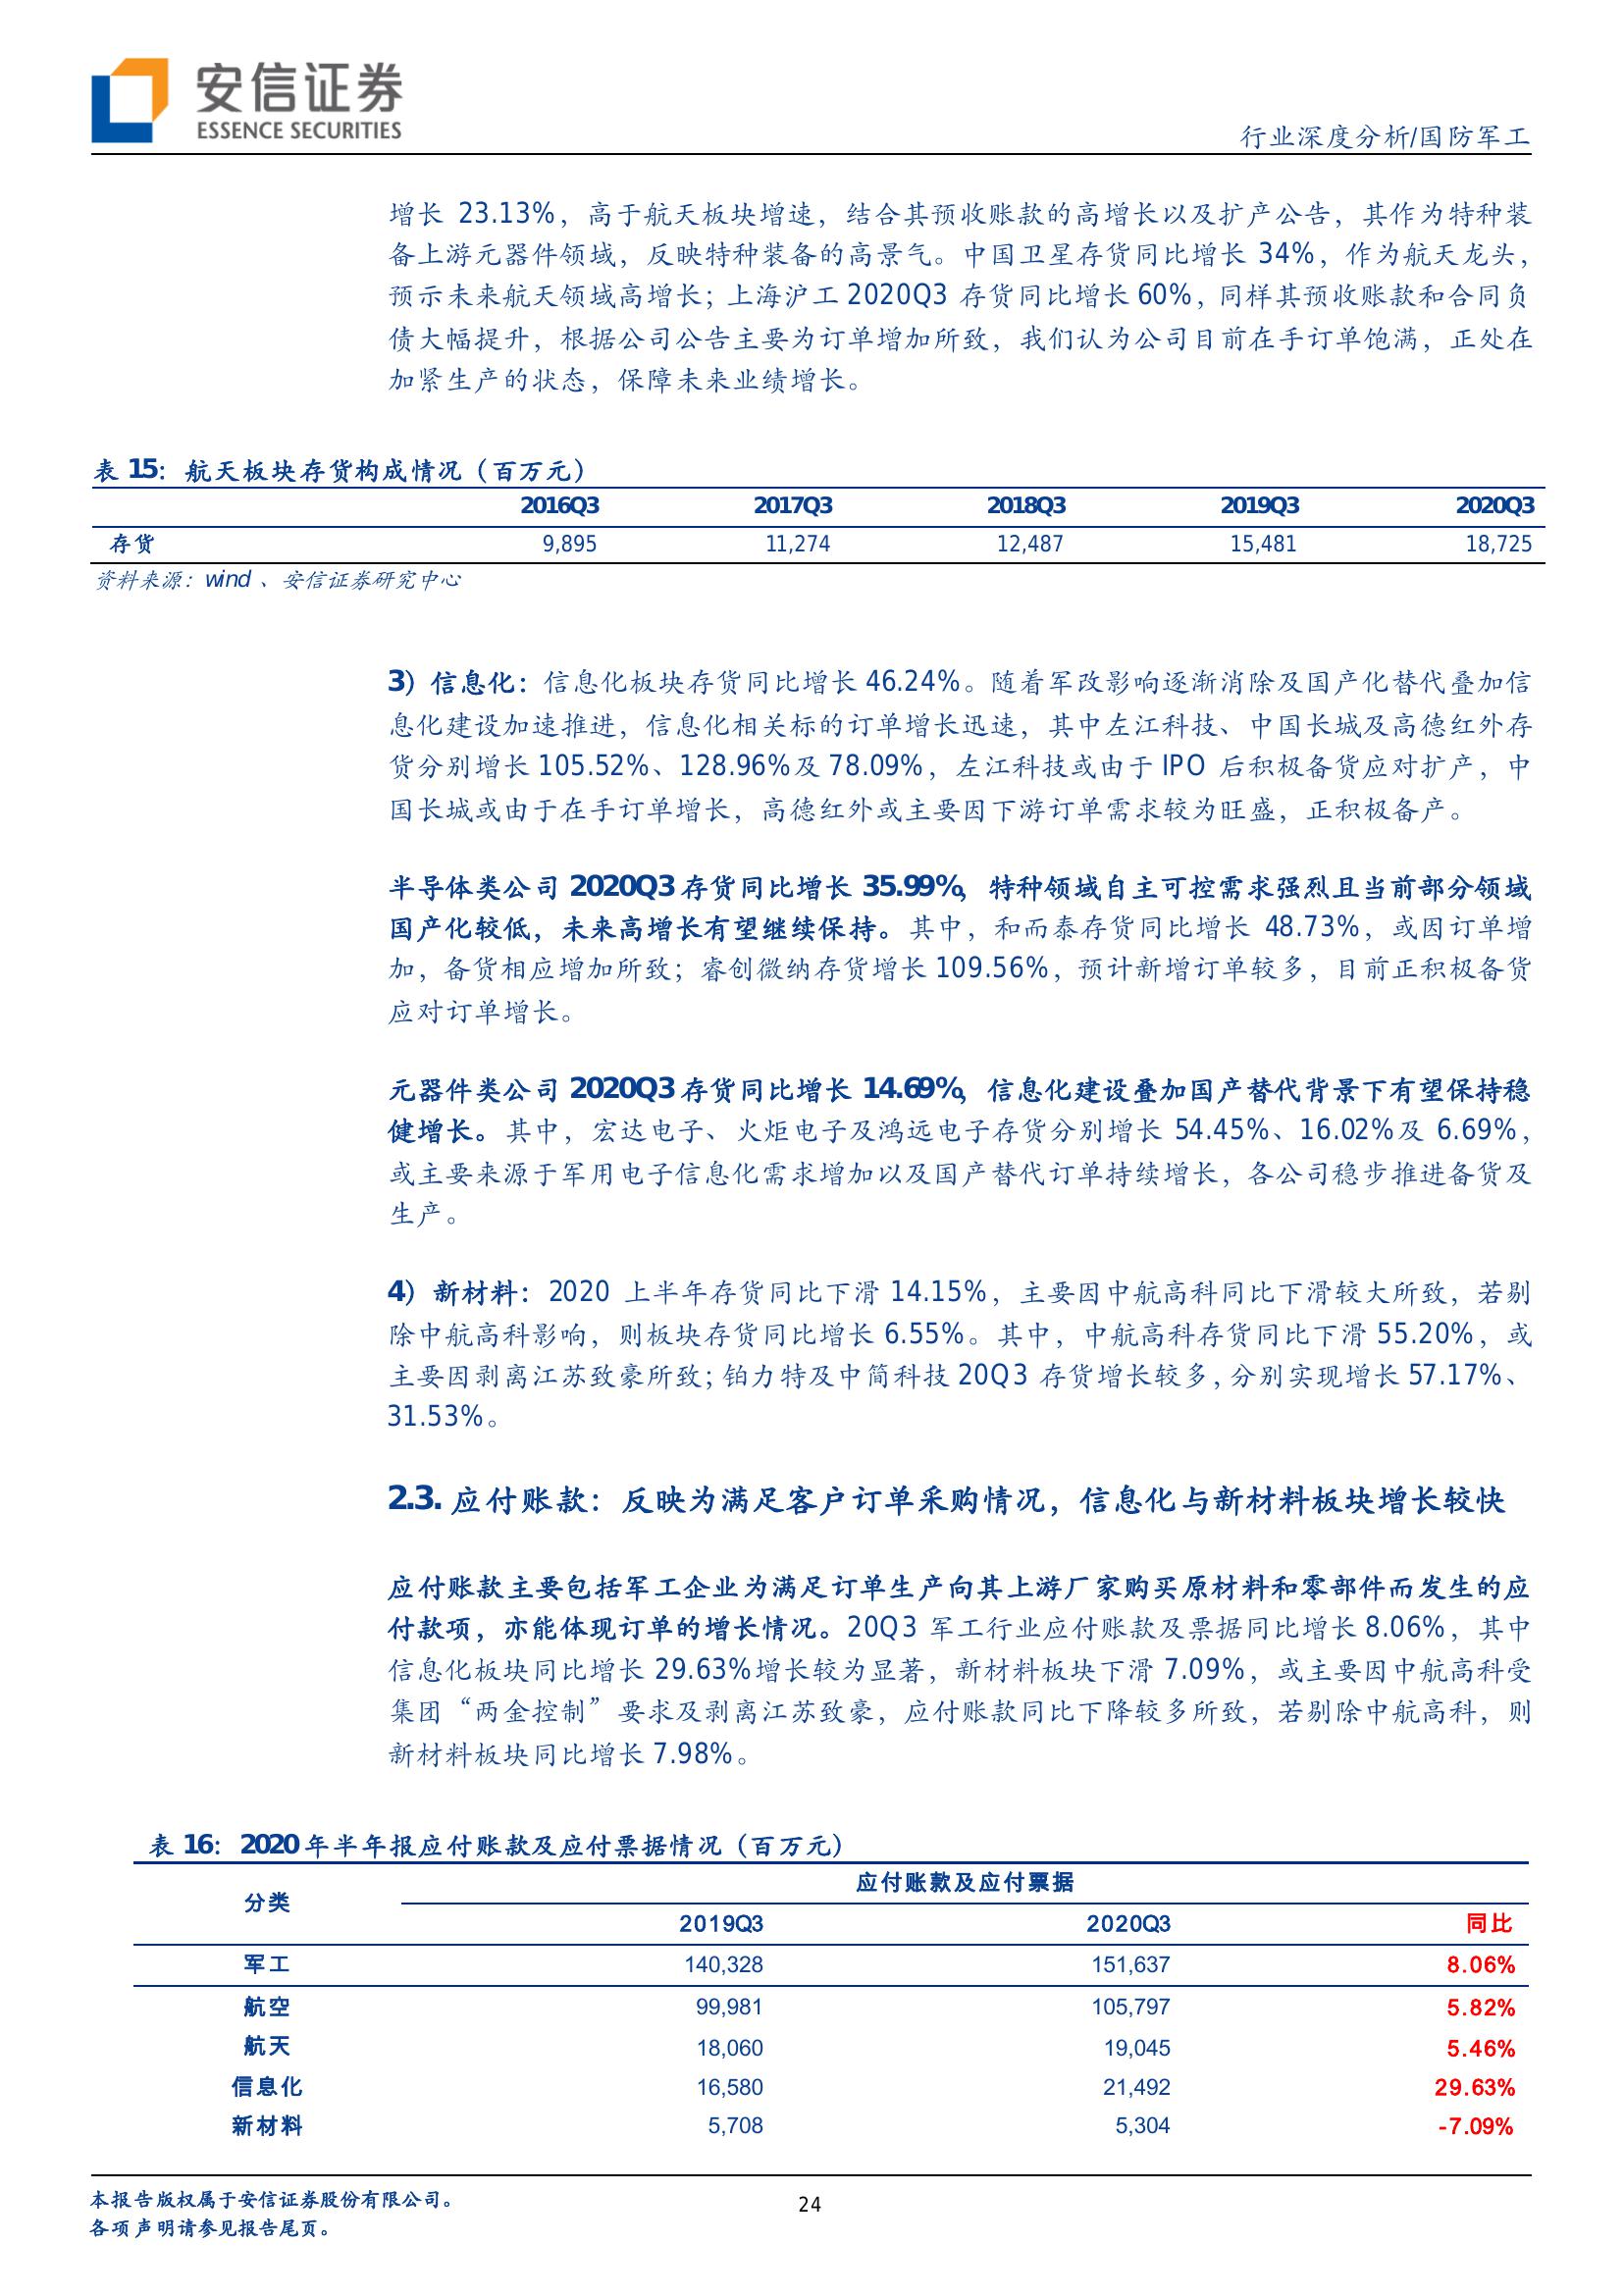 安信证券
ESSENCE SECURITIES
行业深度分析/国防军工
增长 23.13%，高于航天板块增速，结合其预收账款的高增长以及扩产公告，其作为特种装
备上游元器件领域，反映特种装备的高景气。中国卫星存货同比增长 34%，作为航天龙头，
预示未来航天领域高增长；上海沪工 2020Q3 存货同比增长 60%，同样其预收账款和合同负
债大幅提升，根据公司公告主要为订单增加所致，我们认为公司目前在手订单饱满，正处在
加紧生产的状态，保障未来业绩增长。
表 15：航天板块存货构成情况（百万元）
2016Q3 2017Q3 2018Q3 2019Q3 2020Q3
存货 9,895 11,274 12,487 15,481 18,725
资料来源：wind 、安信证券研究中心
3）信息化：信息化板块存货同比增长 46.24%。随着军改影响逐渐消除及国产化替代叠加信
息化建设加速推进，信息化相关标的订单增长迅速，其中左江科技、中国长城及高德红外存
货分别增长 105.52%、128.96%及 78.09%，左江科技或由于 IPO 后积极备货应对扩产，中
国长城或由于在手订单增长，高德红外或主要因下游订单需求较为旺盛，正积极备产。
半导体类公司 2020Q3 存货同比增长 35.99%，特种领域自主可控需求强烈且当前部分领域
国产化较低，未来高增长有望继续保持。其中，和而泰存货同比增长 48.73%，或因订单增
加，备货相应增加所致；睿创微纳存货增长 109.56%，预计新增订单较多，目前正积极备货
应对订单增长。
元器件类公司 2020Q3 存货同比增长 14.69%，信息化建设叠加国产替代背景下有望保持稳
健增长。其中，宏达电子、火炬电子及鸿远电子存货分别增长 54.45%、16.02%及 6.69%，
或主要来源于军用电子信息化需求增加以及国产替代订单持续增长，各公司稳步推进备货及
生产。
4）新材料：2020 上半年存货同比下滑 14.15%，主要因中航高科同比下滑较大所致，若剔
除中航高科影响，则板块存货同比增长 6.55%。其中，中航高科存货同比下滑 55.20%，或
主要因剥离江苏致豪所致；铂力特及中简科技 20Q3 存货增长较多，分别实现增长 57.17%、
31.53%。
2.3. 应付账款：反映为满足客户订单采购情况，信息化与新材料板块增长较快
应付账款主要包括军工企业为满足订单生产向其上游厂家购买原材料和零部件而发生的应
付款项，亦能体现订单的增长情况。20Q3 军工行业应付账款及票据同比增长 8.06%，其中
信息化板块同比增长 29.63%增长较为显著，新材料板块下滑 7.09%，或主要因中航高科受
集团“两金控制”要求及剥离江苏致豪，应付账款同比下降较多所致，若剔除中航高科，则
新材料板块同比增长 7.98%。
表 16：2020 年半年报应付账款及应付票据情况（百万元）
分类 应付账款及应付票据
2019Q3 2020Q3 同比
军工 140,328 151,637 8.06%
航空 99,981 105,797 5.82%
航天 18,060 19,045 5.46%
信息化 16,580 21,492 29.63%
新材料 5,708 5,304 -7.09%
本报告版权属于安信证券股份有限公司。
24
各项声明请参见报告尾页。